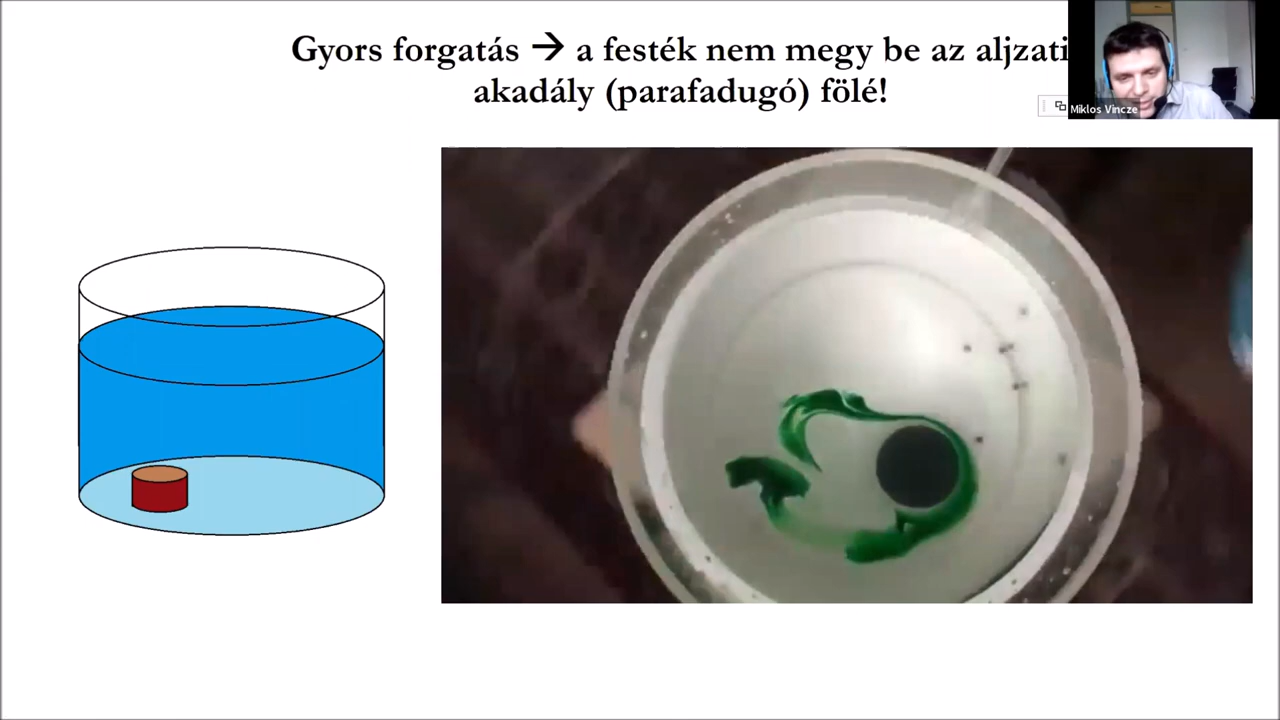 Gyors forgatás → a festék nem megy be az aljzati
akadály (parafadugó) fölé!
Miklos Vincze